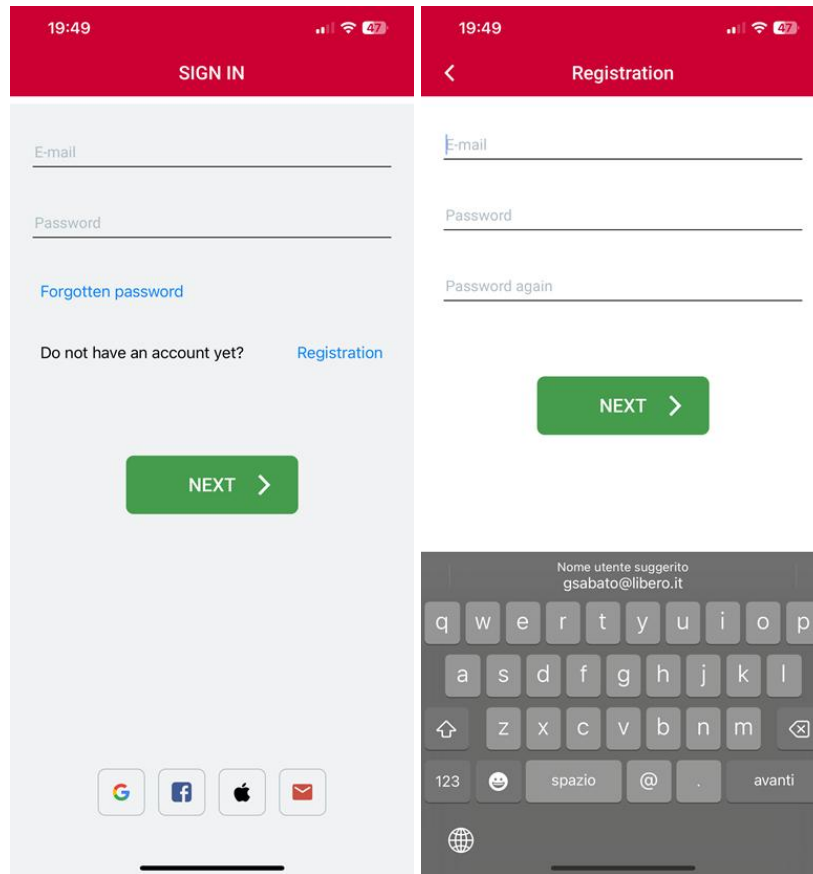 19:49
47
SIGN IN
E-mail
Password
Forgotten password
Do not have an account yet? Registration
NEXT
19:49
47
Registration
E-mail
Password
Password again
NEXT
Nome utente suggerito
gsabato@libero.it
q w e r t y u i o p
a s d f g h j k l
z x c v b n m
123 spazio @ . avanti